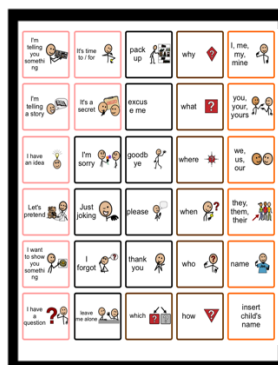 I'm
telling
you
somethi
ng
It's time
to / for
pack
up
why
I, me,
my,
mine
I'm
telling
a story
It's a
secret
excus
e me
what
you,
your,
yours
I have
an idea
I'm
sorry
goodb
ye
where
we,
us,
our
Let's
pretend
Just
joking
please
when
they,
them,
their
I want
to show
you
somethi
ng
I
forgot
thank
you
who
name
I have
a
question
leave
me alone
which
how
insert
child's
name